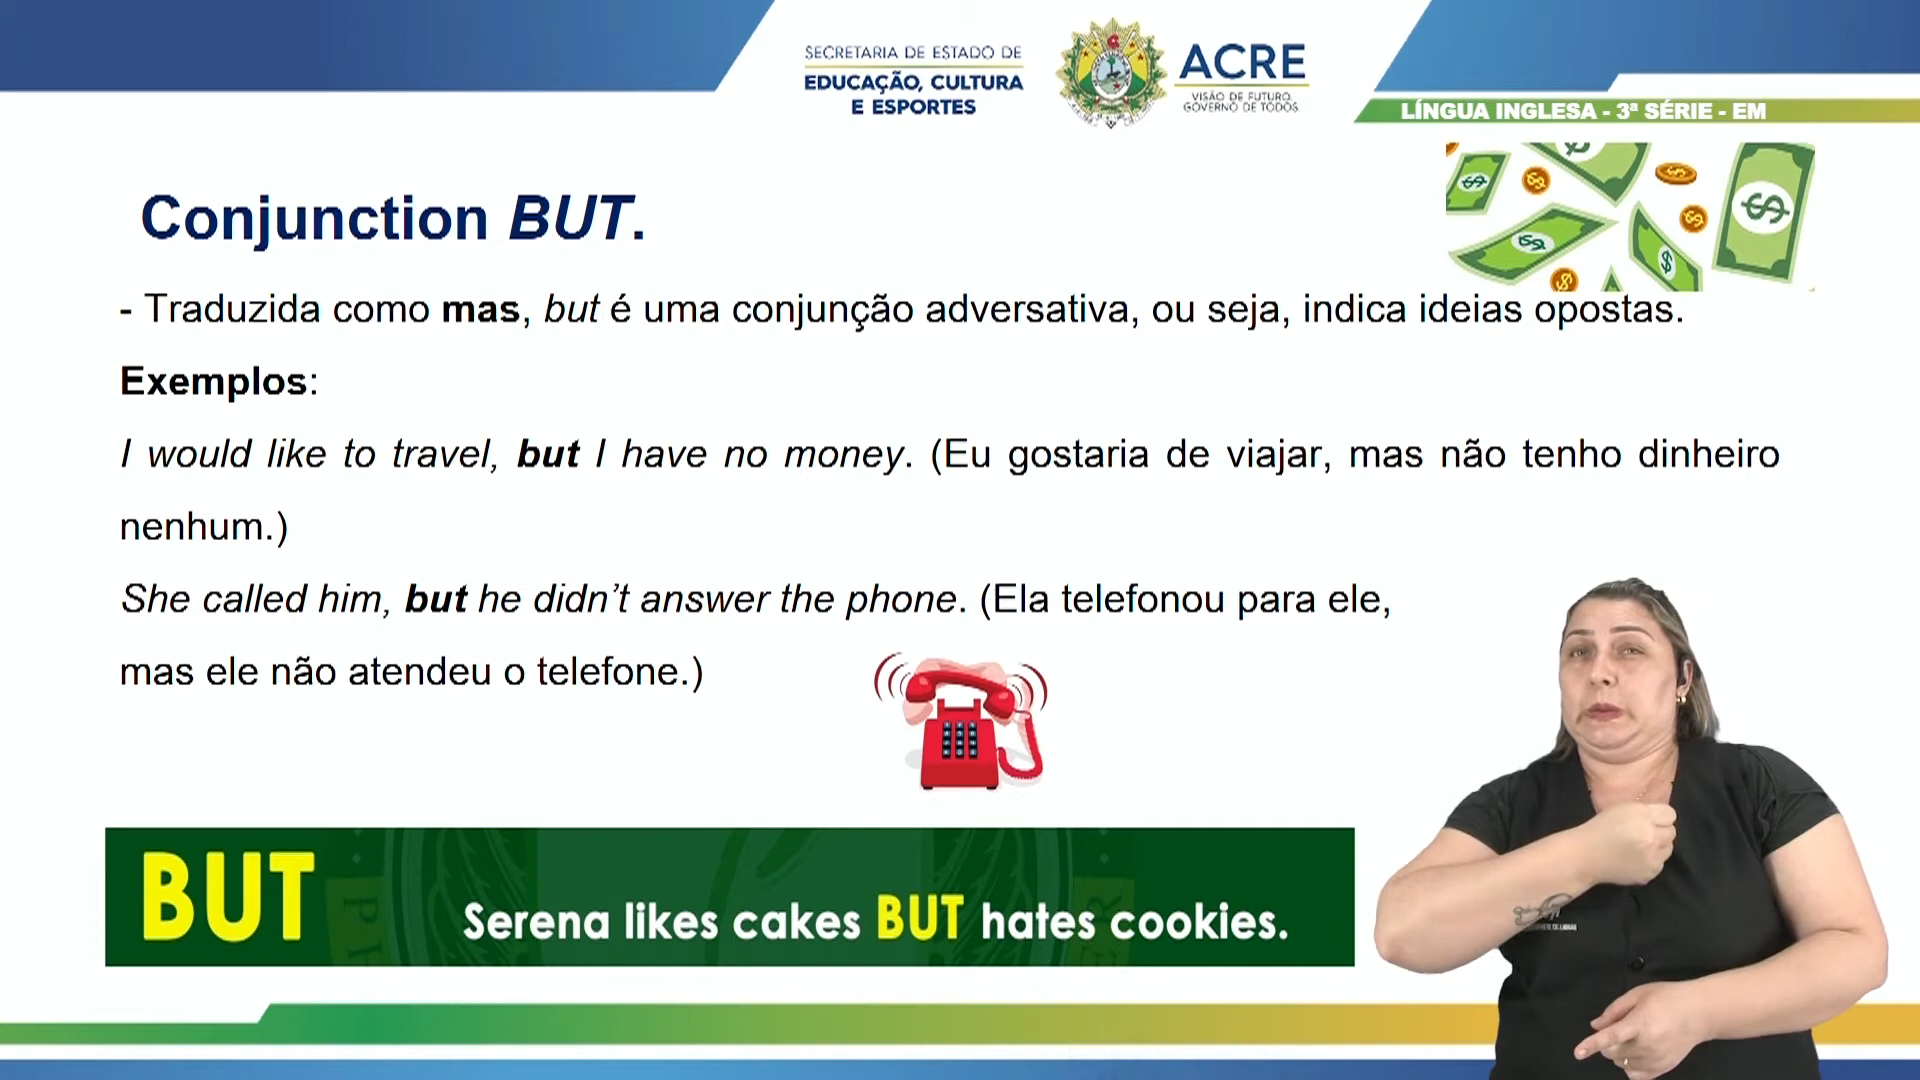 SECRETARIA DE ESTADO DE
EDUCAÇÃO, CULTURA
E ESPORTES
ACRE
VISÃO DE FUTURO,
GOVERNO DE TODOS
LÍNGUA INGLESA - 3ª SÉRIE - EM
Conjunction BUT.
- Traduzida como mas, but é uma conjunção adversativa, ou seja, indica ideias opostas.
Exemplos:
I would like to travel, but I have no money. (Eu gostaria de viajar, mas não tenho dinheiro
nenhum.)
She called him, but he didn’t answer the phone. (Ela telefonou para ele,
mas ele não atendeu o telefone.)
BUT
Serena likes cakes BUT hates cookies.